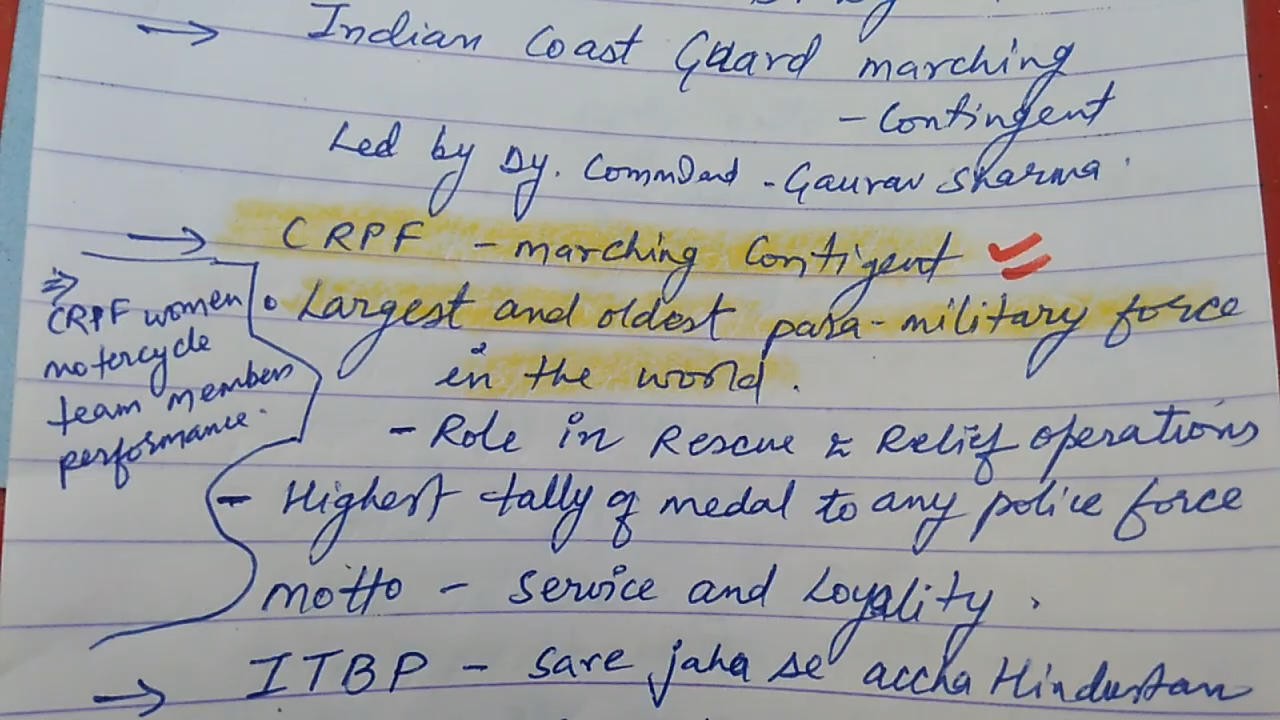 → Indian Coast Guard marching
- Contingent
Led by Dy. Commdand - Gaurav Sharma
→ CRPF - marching Contigent
• Largest and oldest para-military force
in the world.
- Role in Rescue & Relief operations
- Highest tally of medal to any police force
motto - Service and Loyality.
⇒ CRPF women
motercycle
team members
performance.
→ ITBP - sare jaha se accha Hindustan